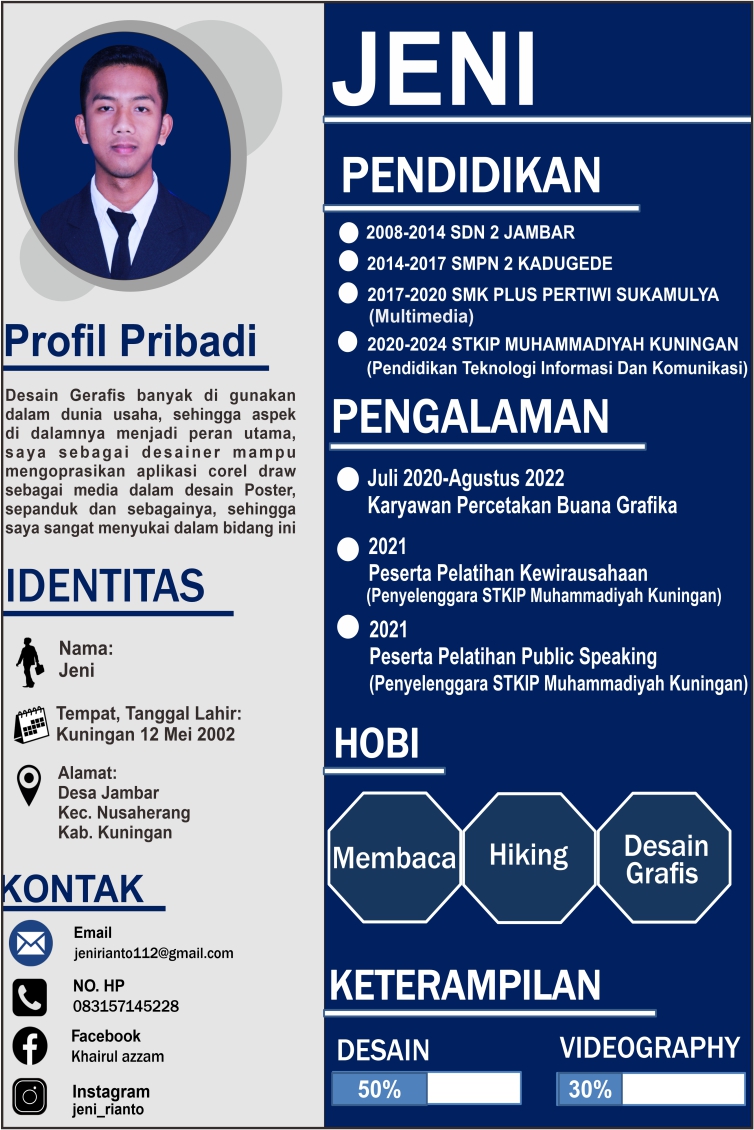 JENI
Profil Pribadi
Desain Gerafis banyak di gunakan
dalam dunia usaha, sehingga aspek
di dalamnya menjadi peran utama,
saya sebagai desainer mampu
mengoprasikan aplikasi corel draw
sebagai media dalam desain Poster,
sepanduk dan sebagainya, sehingga
saya sangat menyukai dalam bidang ini
IDENTITAS
Nama:
Jeni
Tempat, Tanggal Lahir:
Kuningan 12 Mei 2002
Alamat:
Desa Jambar
Kec. Nusaherang
Kab. Kuningan
KONTAK
Email
jenirianto112@gmail.com
NO. HP
083157145228
Facebook
Khairul azzam
Instagram
jeni_rianto
PENDIDIKAN
2008-2014 SDN 2 JAMBAR
2014-2017 SMPN 2 KADUGEDE
2017-2020 SMK PLUS PERTIWI SUKAMULYA
(Multimedia)
2020-2024 STKIP MUHAMMADIYAH KUNINGAN
(Pendidikan Teknologi Informasi Dan Komunikasi)
PENGALAMAN
Juli 2020-Agustus 2022
Karyawan Percetakan Buana Grafika
2021
Peserta Pelatihan Kewirausahaan
(Penyelenggara STKIP Muhammadiyah Kuningan)
2021
Peserta Pelatihan Public Speaking
(Penyelenggara STKIP Muhammadiyah Kuningan)
HOBI
Membaca
Hiking
Desain
Grafis
KETERAMPILAN
DESAIN
50%
VIDEOGRAPHY
30%